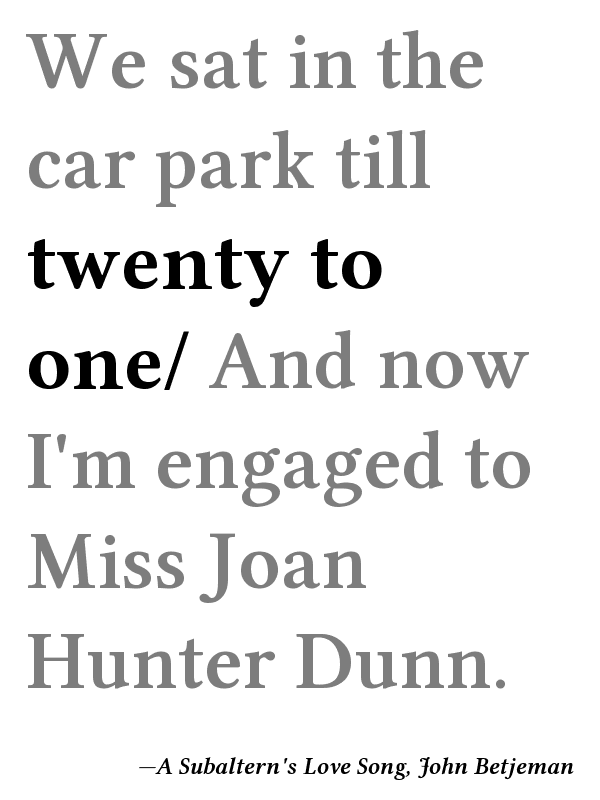 We sat in the
car park till
twenty to
one/ And now
I'm engaged to
Miss Joan
Hunter Dunn.
—A Subaltern's Love Song, John Betjeman